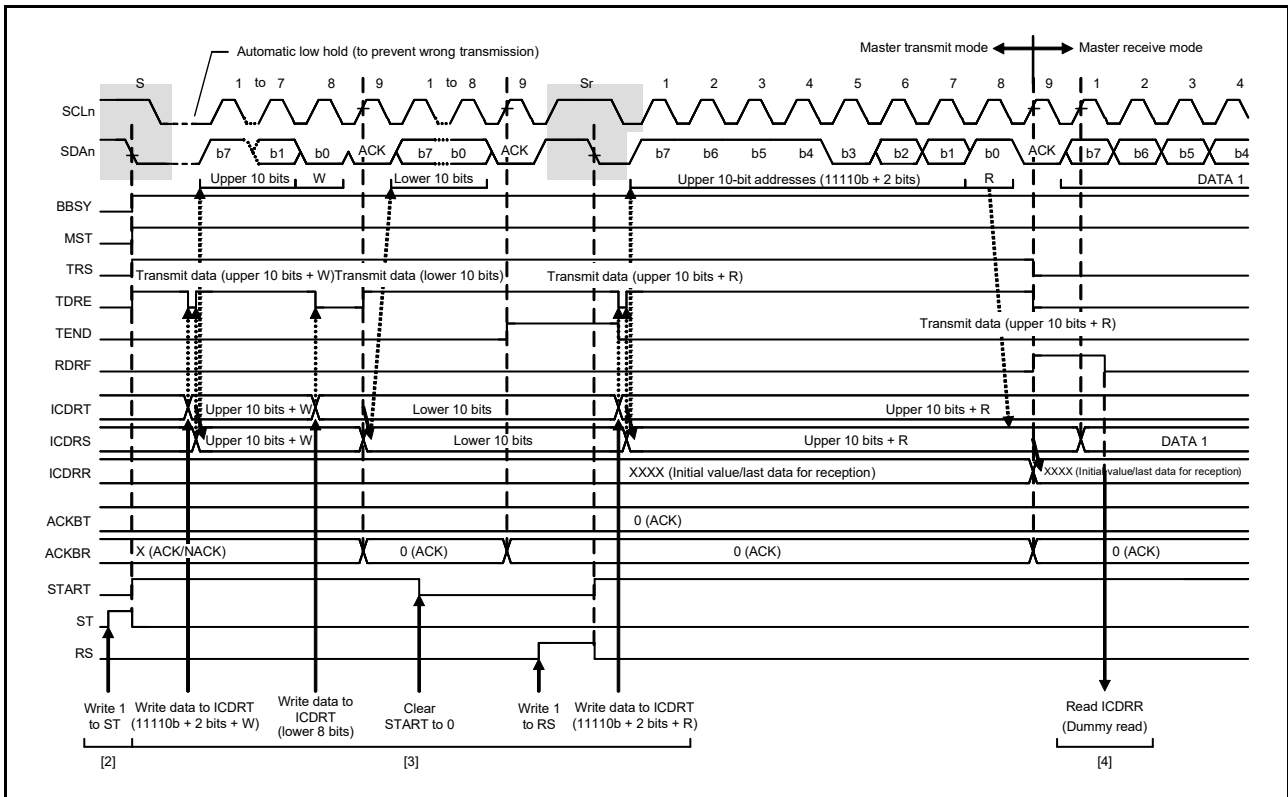 Automatic low hold (to prevent wrong transmission)
Master transmit mode
Master receive mode
S 1 to 7 8 9 1 to 8 9 Sr 1 2 3 4 5 6 7 8 9 1 2 3 4
SCLn
SDAn b7 b1 b0 ACK b7 b0 ACK b7 b6 b5 b4 b3 b2 b1 b0 ACK b7 b6 b5 b4
Upper 10 bits W Lower 10 bits Upper 10-bit addresses (11110b + 2 bits) R DATA 1
BBSY
MST
TRS
Transmit data (upper 10 bits + W) Transmit data (lower 10 bits) Transmit data (upper 10 bits + R)
TDRE
TEND Transmit data (upper 10 bits + R)
RDRF
ICDRT Upper 10 bits + W Lower 10 bits Upper 10 bits + R
ICDRS Upper 10 bits + W Lower 10 bits Upper 10 bits + R DATA 1
ICDRR XXXX (Initial value/last data for reception) XXXX (Initial value/last data for reception)
ACKBT 0 (ACK)
ACKBR X (ACK/NACK) 0 (ACK) 0 (ACK) 0 (ACK)
START
ST
RS
Write 1
to ST
Write data to ICDRT
(11110b + 2 bits + W)
Write data to
ICDRT
(lower 8 bits)
Clear
START to 0
Write 1
to RS
Write data to ICDRT
(11110b + 2 bits + R)
Read ICDRR
(Dummy read)
[2] [3] [4]